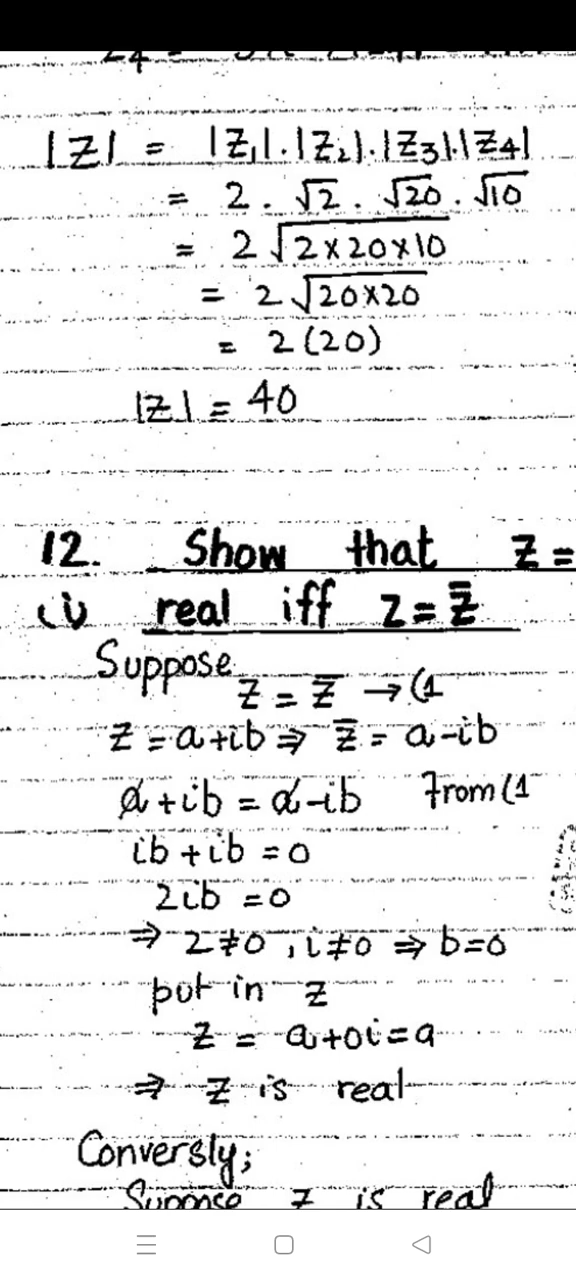 |Z| = |Z₁|.|Z₂|.|Z₃|.|Z₄|
= 2 . √2 . √20 . √10
= 2 √2×20×10
= 2 √20×20
= 2(20)
|Z| = 40
12. Show that Z =
(i) real iff Z = Z̄
Suppose Z = Z̄ → (1
Z = a+ib ⇒ Z̄ = a-ib
a+ib = a-ib From (1
ib + ib = 0
2ib = 0
⇒ 2≠0, i≠0 ⇒ b=0
put in Z
Z = a+0i = a
⇒ Z is real
Conversly;
Suppose Z is real